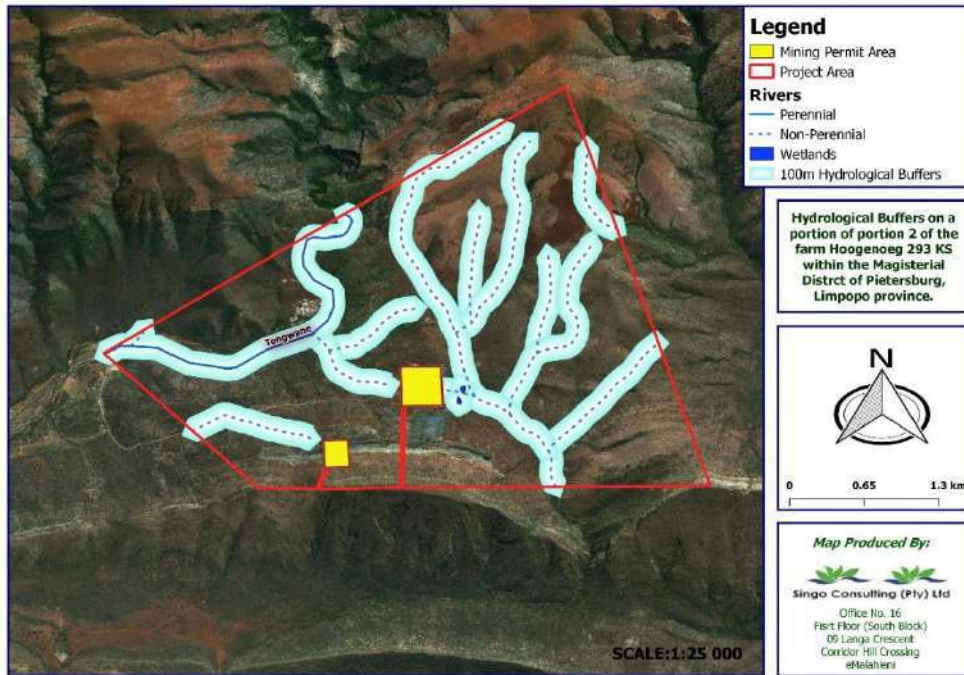 Legend
Mining Permit Area
Project Area
Rivers
Perennial
Non-Perennial
Wetlands
100m Hydrological Buffers
Hydrological Buffers on a
portion of portion 2 of the
farm Hoogenoeg 293 KS
within the Magisterial
Distrct of Pietersburg,
Limpopo province.
Tongwane
N
0 0.65 1.3 km
Map Produced By:
Singo Consulting (Pty) Ltd
Office No. 16
Fisrt Floor (South Block)
09 Langa Crescent
Corridor Hill Crossing
eMalahleni
SCALE:1:25 000